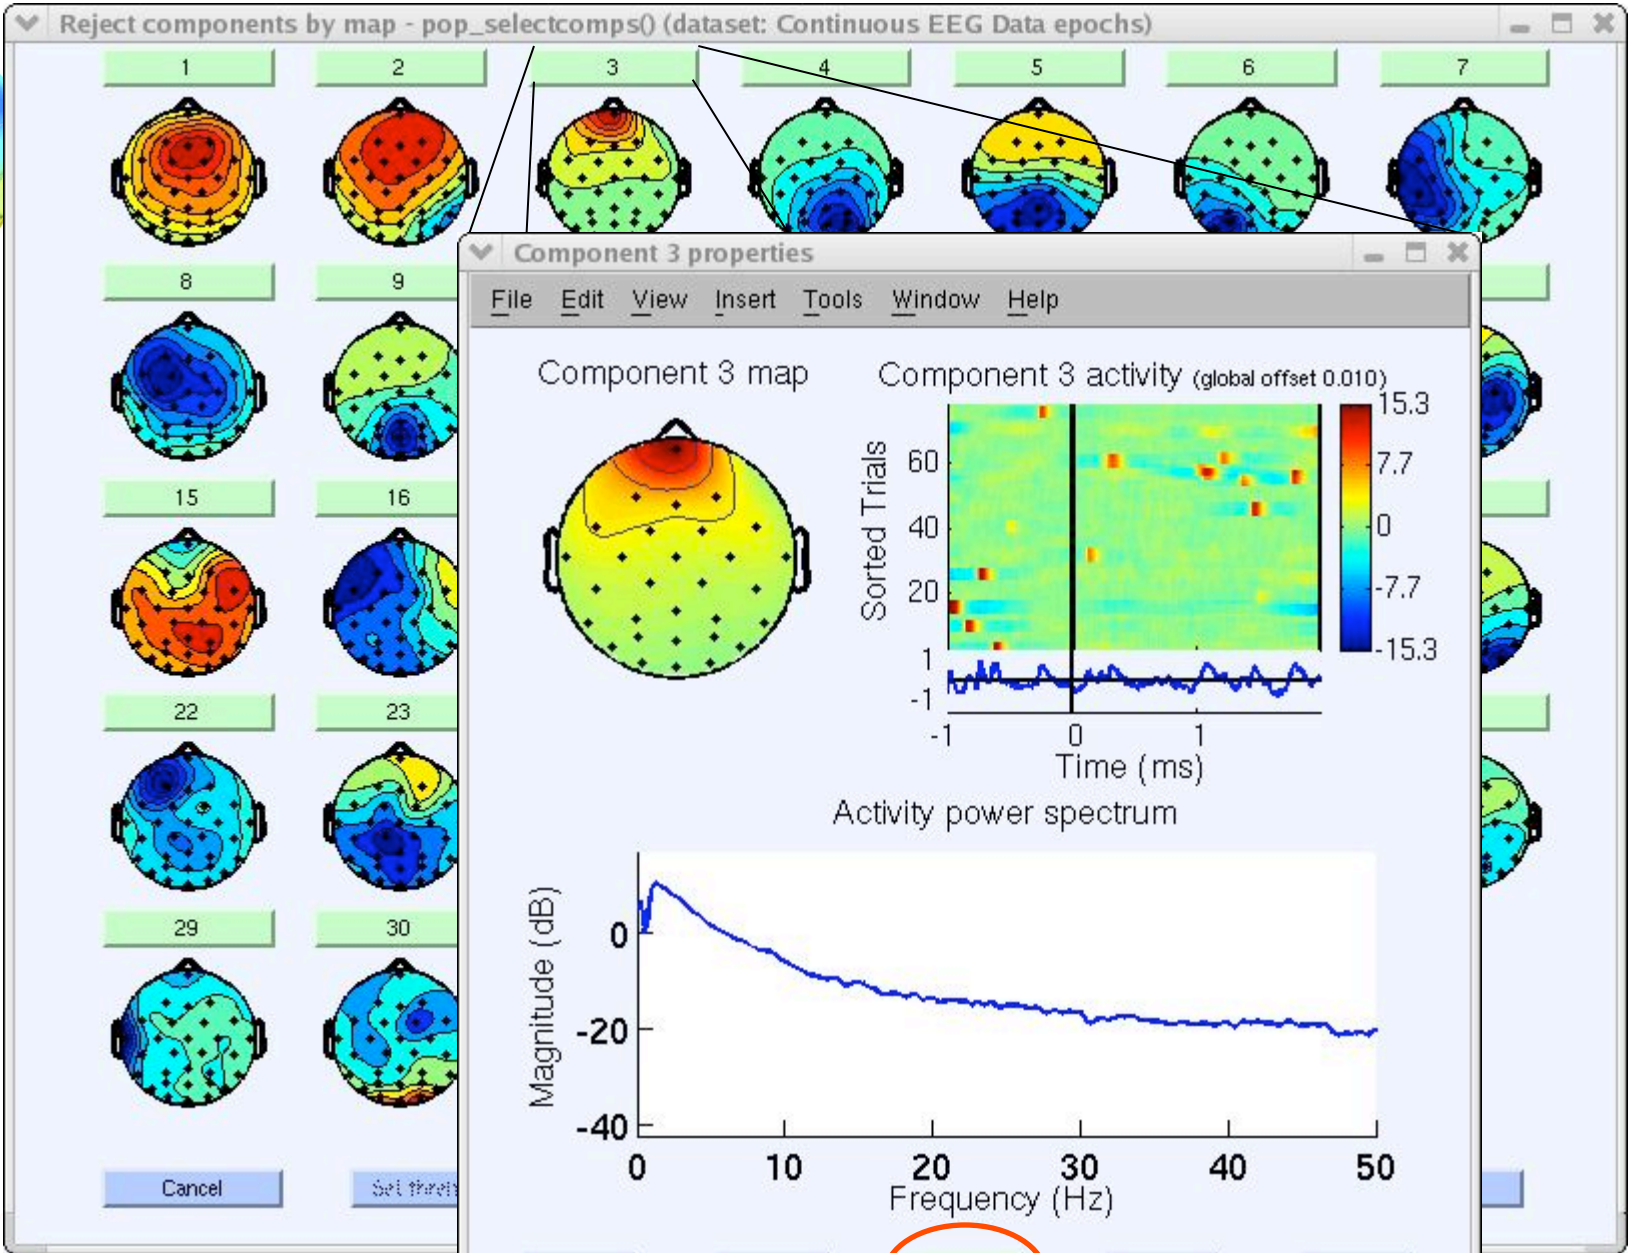 Reject components by map - pop_selectcomps() (dataset: Continuous EEG Data epochs)
1 2 3 4 5 6 7
8 9
15 16
22 23
29 30
Cancel
Component 3 properties
File Edit View Insert Tools Window Help
Component 3 map
Component 3 activity (global offset 0.010)
15.3
7.7
0
-7.7
-15.3
Sorted Trials
60
40
20
1
-1
-1 0 1
Time (ms)
Activity power spectrum
Magnitude (dB)
0
-20
-40
0 10 20 30 40 50
Frequency (Hz)